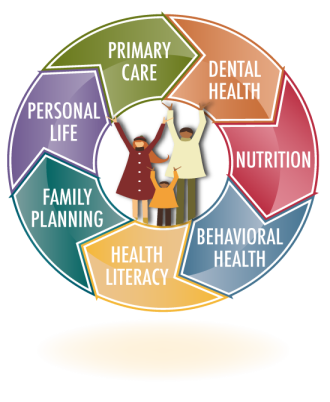 PRIMARY
CARE
DENTAL
HEALTH
NUTRITION
BEHAVIORAL
HEALTH
HEALTH
LITERACY
FAMILY
PLANNING
PERSONAL
LIFE